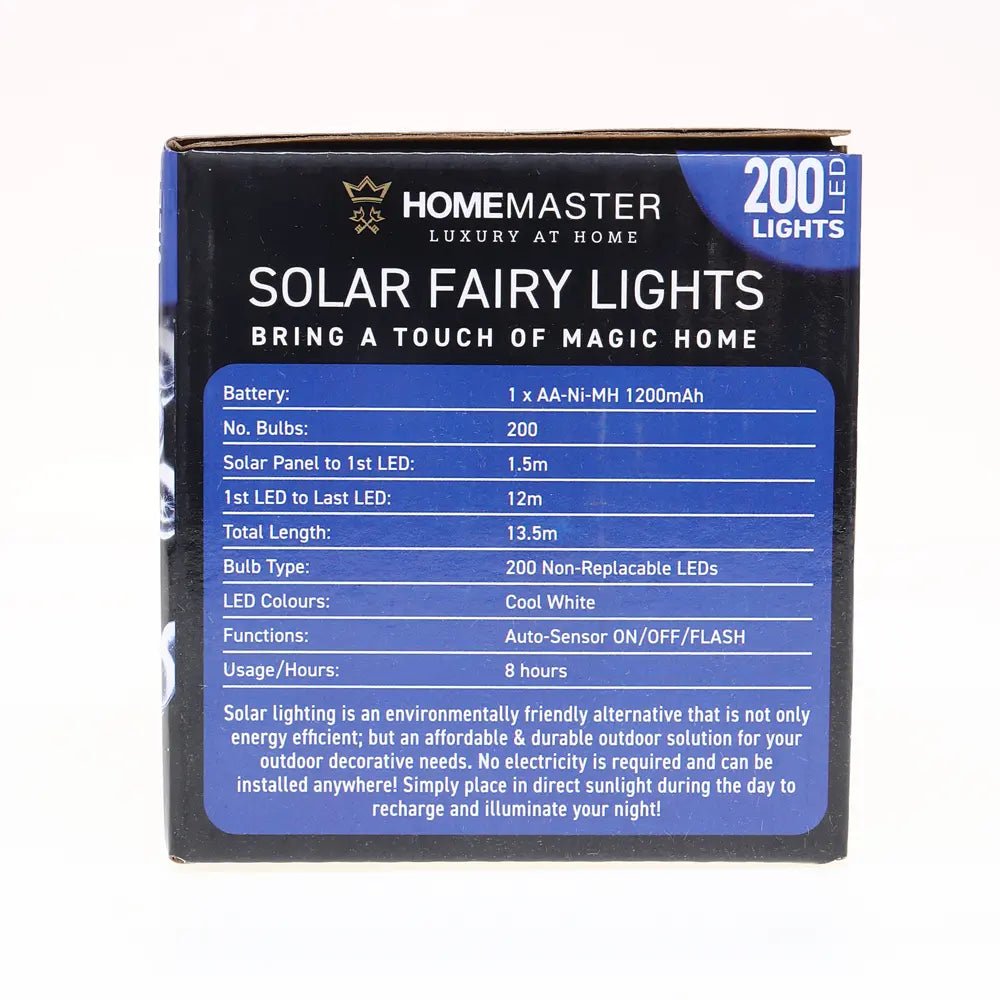 200 LED
LIGHTS
HOMEMASTER
LUXURY AT HOME
SOLAR FAIRY LIGHTS
BRING A TOUCH OF MAGIC HOME
Battery: 1 x AA-Ni-MH 1200mAh
No. Bulbs: 200
Solar Panel to 1st LED: 1.5m
1st LED to Last LED: 12m
Total Length: 13.5m
Bulb Type: 200 Non-Replacable LEDs
LED Colours: Cool White
Functions: Auto-Sensor ON/OFF/FLASH
Usage/Hours: 8 hours
Solar lighting is an environmentally friendly alternative that is not only
energy efficient; but an affordable & durable outdoor solution for your
outdoor decorative needs. No electricity is required and can be
installed anywhere! Simply place in direct sunlight during the day to
recharge and illuminate your night!